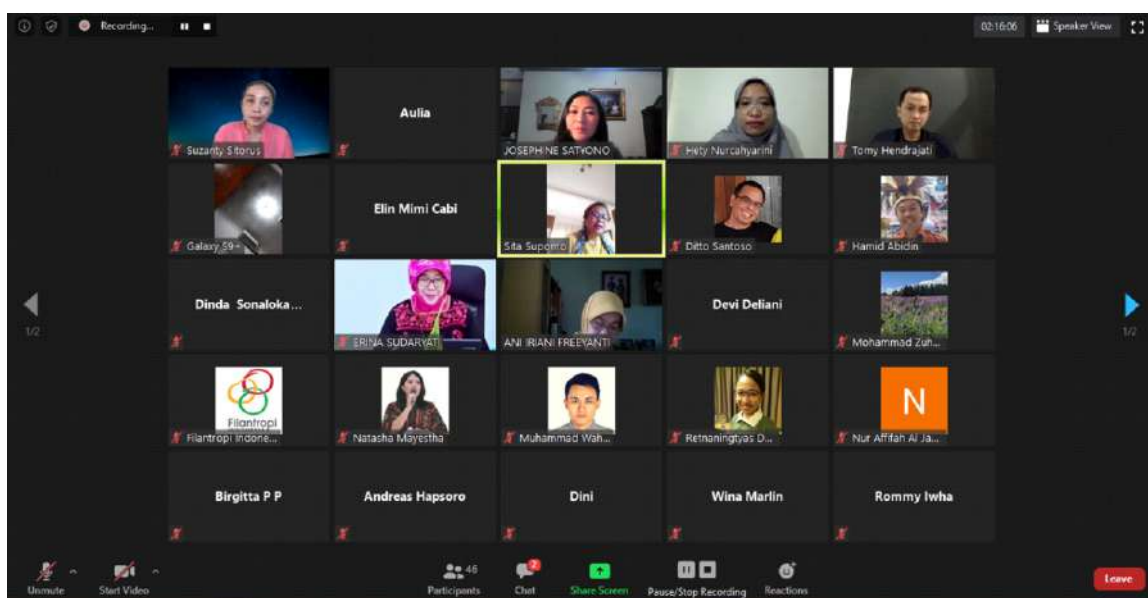 Recording...
02:16:06
Speaker View
Suzanty Sitorus
Aulia
JOSEPHINE SATYONO
Hety Nurcahyarini
Tomy Hendrajati
Galaxy S9+
Elin Mimi Cabi
Sita Supomo
Ditto Santoso
Hamid Abidin
Dinda Sonaloka...
ERINA SUDARYATI
ANI IRIANI FREEYANTI
Devi Deliani
Mohammad Zuh...
1/2
1/2
Filantropi
Filantropi Indone...
Natasha Mayestha
Muhammad Wah...
Retnaningtyas D...
N
Nur Affifah Al Ja...
Birgitta P P
Andreas Hapsoro
Dini
Wina Marlin
Rommy Iwha
Unmute
Start Video
46
Participants
2
Chat
Share Screen
Pause/Stop Recording
Reactions
Leave